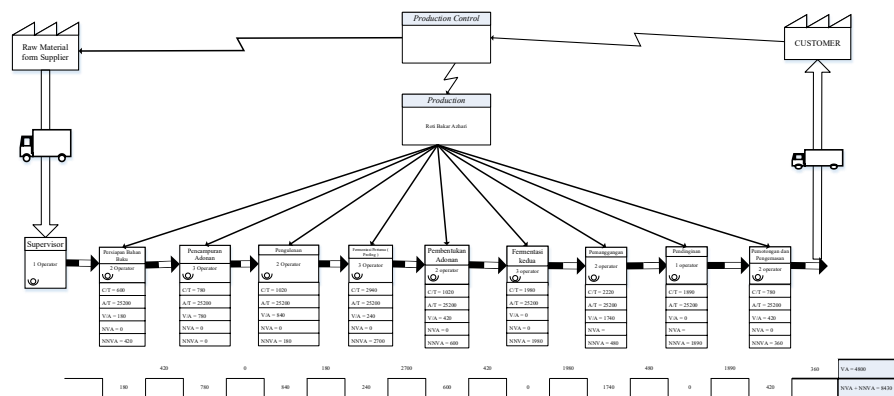 Production Control
Raw Material
form Supplier
CUSTOMER
Production
Roti Bakar Azhari
Supervisor
1 Operator
Persiapan Bahan
Baku
2 Operator
C/T = 600
A/T = 25200
V/A = 180
NVA = 0
NNVA = 420
Pencampuran
Adonan
3 Operator
C/T = 780
A/T = 25200
V/A = 780
NVA = 0
NNVA = 0
Pengulenan
2 Operator
C/T = 1020
A/T = 25200
V/A = 840
NVA = 0
NNVA = 180
Fermentasi Pertama (
3 Operator
C/T = 2940
A/T = 25200
V/A = 240
NVA = 0
NNVA = 2700
Pembentukan
Adonan
2 operator
C/T = 1020
A/T = 25200
V/A = 420
NVA = 0
NNVA = 600
Fermentasi
kedua
3 operator
C/T = 1980
A/T = 25200
NVA = 0
NNVA = 1980
Pemanggangan
2 operator
C/T = 2220
A/T = 25200
V/A = 1740
NVA =
NNVA = 480
Pendinginan
1 operator
C/T = 1890
A/T = 25200
NVA =
NNVA = 1890
Pemotongan dan
Pengemasan
2 operator
C/T = 780
A/T = 25200
V/A = 420
NVA = 0
NNVA = 360
420 0 180 2700 420 1980 480 1890 360 VA = 4800
180 780 840 240 600 0 1740 0 420 NVA + NNVA = 8430